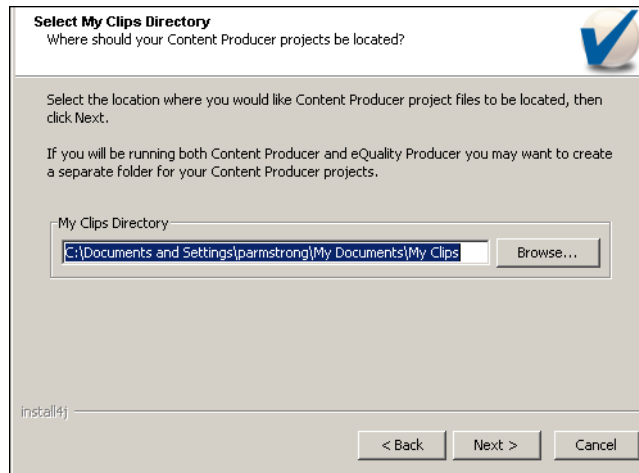 Select My Clips Directory
Where should your Content Producer projects be located?
Select the location where you would like Content Producer project files to be located, then
click Next.
If you will be running both Content Producer and eQuality Producer you may want to create
a separate folder for your Content Producer projects.
My Clips Directory
C:\Documents and Settings\parmstrong\My Documents\My Clips
Browse...
install4j
< Back
Next >
Cancel